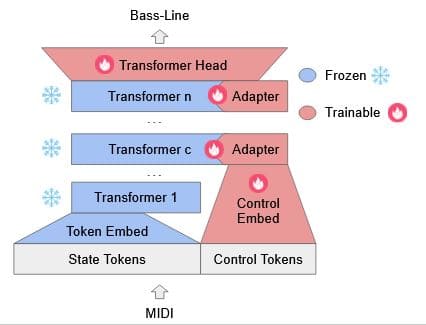 Bass-Line
Transformer Head
Frozen
Transformer n
Adapter
Trainable
...
Transformer c
Adapter
...
Transformer 1
Control
Embed
Token Embed
State Tokens
Control Tokens
MIDI